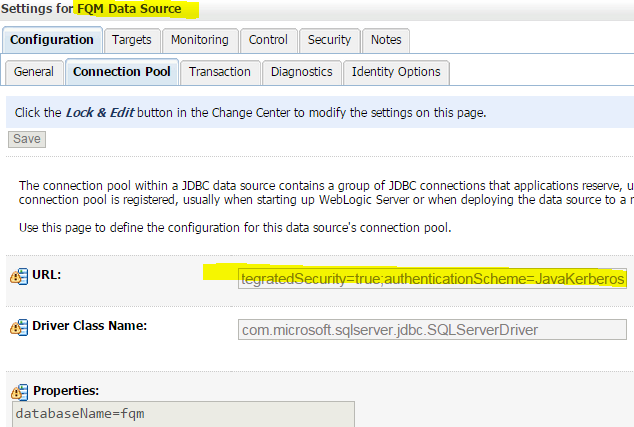 Settings for FQM Data Source
Configuration Targets Monitoring Control Security Notes
General Connection Pool Transaction Diagnostics Identity Options
Click the Lock & Edit button in the Change Center to modify the settings on this page.
Save
The connection pool within a JDBC data source contains a group of JDBC connections that applications reserve, u
connection pool is registered, usually when starting up WebLogic Server or when deploying the data source to a
Use this page to define the configuration for this data source's connection pool.
URL: tegratedSecurity=true;authenticationScheme=JavaKerberos
Driver Class Name: com.microsoft.sqlserver.jdbc.SQLServerDriver
Properties:
databaseName=fqm